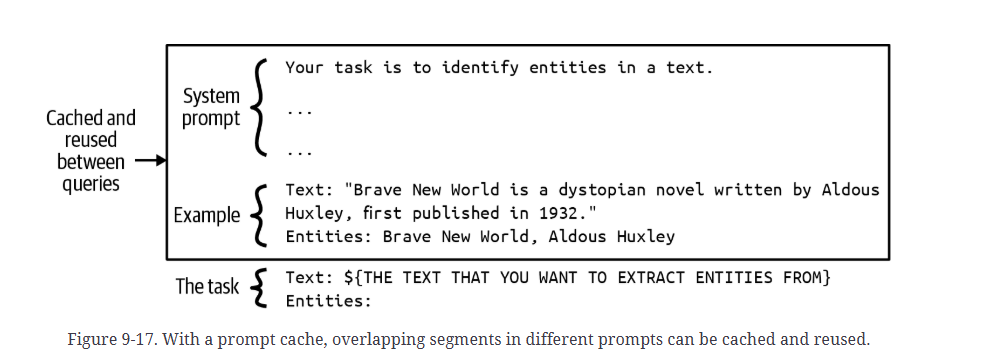 Your task is to identify entities in a text.
System
prompt
...
...
Cached and
reused
between
queries
Text: "Brave New World is a dystopian novel written by Aldous
Huxley, first published in 1932."
Entities: Brave New World, Aldous Huxley
Example
The task
Text: ${THE TEXT THAT YOU WANT TO EXTRACT ENTITIES FROM}
Entities:
Figure 9-17. With a prompt cache, overlapping segments in different prompts can be cached and reused.